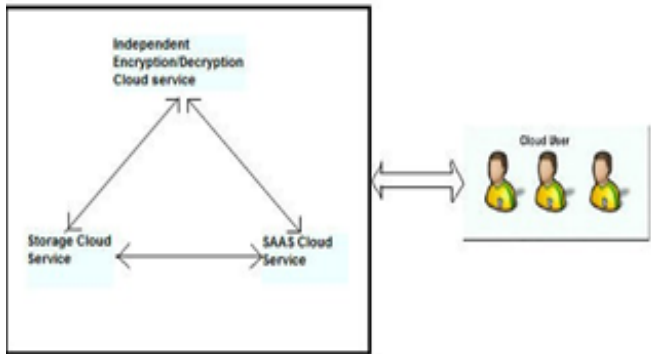 Independent
Encryption/Decryption
Cloud service
Cloud User
Storage Cloud
Service
SAAS Cloud
Service